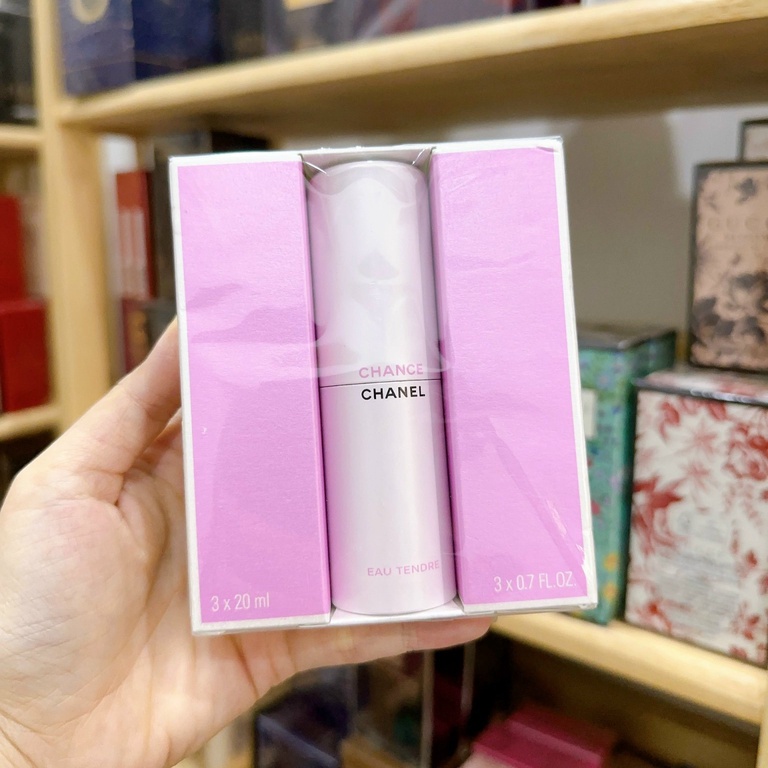 CHANCE
CHANEL
EAU TENDRE
3 x 20 ml
3 x 0.7 FL.OZ.